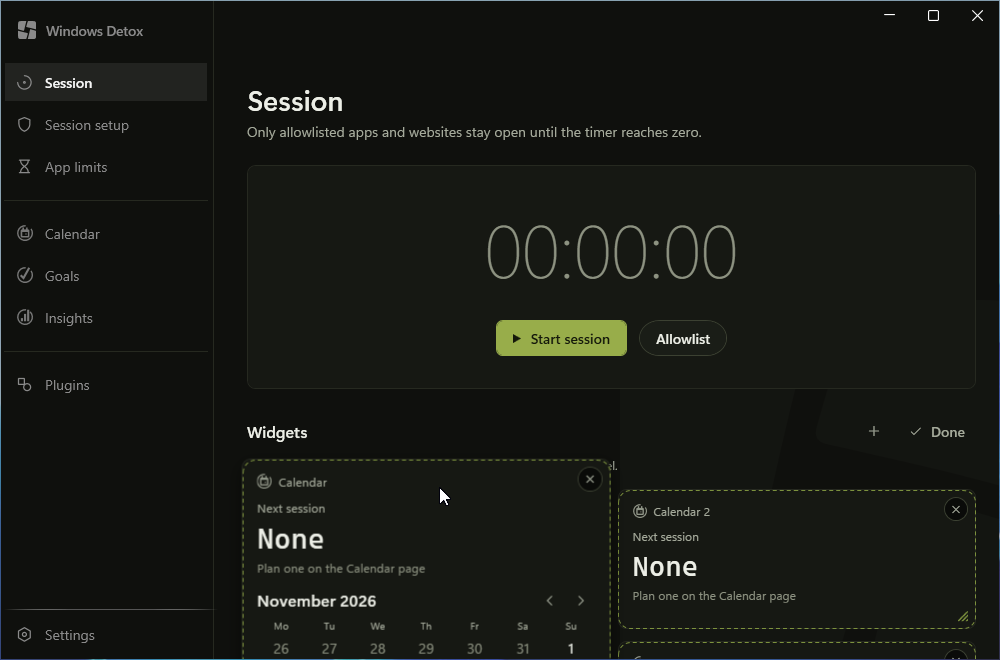 Windows Detox
Session
Session setup
App limits
Calendar
Goals
Insights
Plugins
Settings
Session
Only allowlisted apps and websites stay open until the timer reaches zero.
00:00:00
Start session
Allowlist
Widgets
Done
Calendar
Next session
None
Plan one on the Calendar page
November 2026
Mo Tu We Th Fr Sa Su
26 27 28 29 30 31 1
Calendar 2
Next session
None
Plan one on the Calendar page